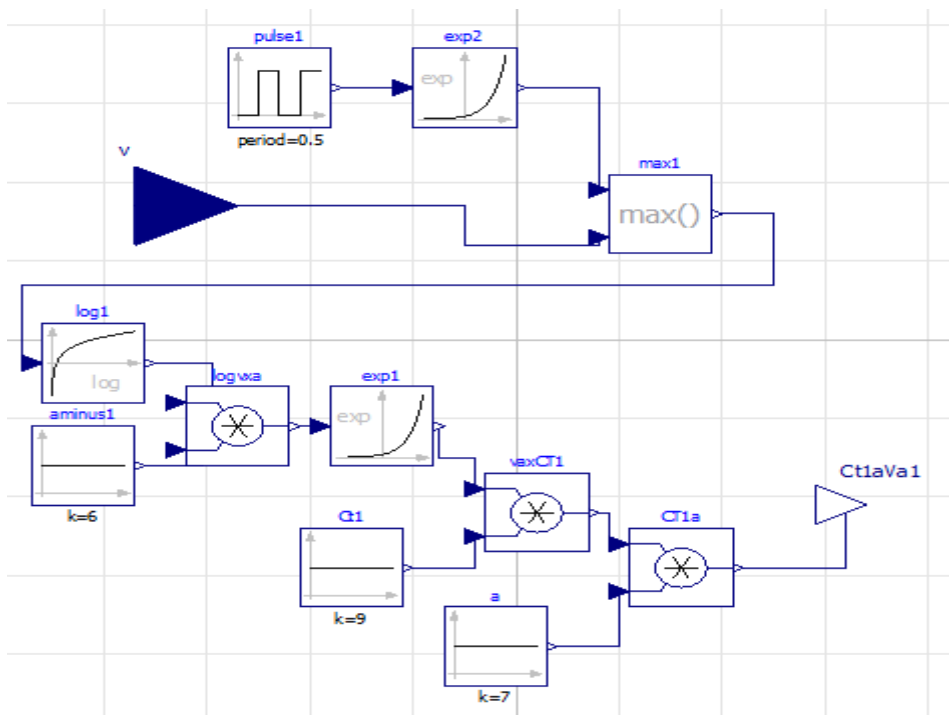 pulse1
exp2
exp
period=0.5
v
max1
max()
log1
log
logvxa
exp1
exp
aminus1
k=6
vaxCT1
Ct1aVa1
Ct1
CT1a
k=9
a
k=7